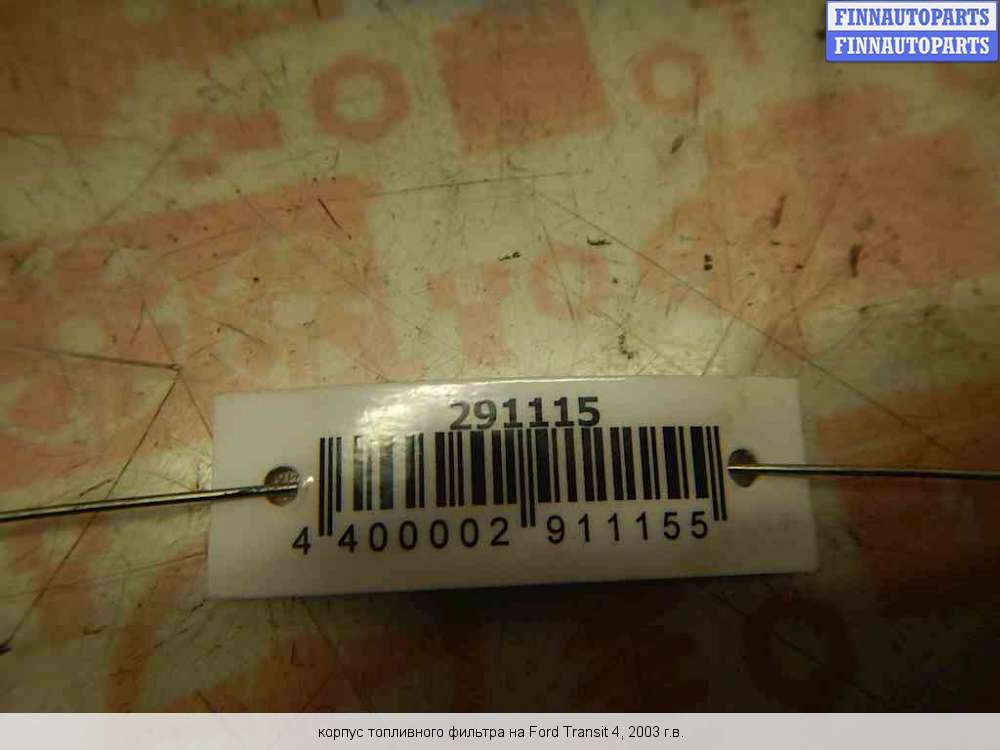 FINNAUTOPARTS
FINNAUTOPARTS
291115
4 400002 911155
корпус топливного фильтра на Ford Transit 4, 2003 г.в.